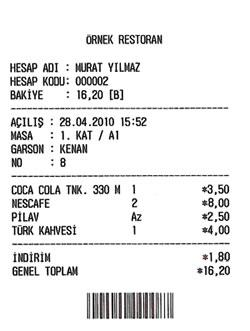 ÖRNEK RESTORAN
HESAP ADI : MURAT YILMAZ
HESAP KODU: 000002
BAKİYE : 16,20 [B]
AÇILIŞ : 28.04.2010 15:52
MASA : 1. KAT / A1
GARSON : KENAN
NO : B
COCA COLA TNK. 330 M 1 *3,50
NESCAFE 2 *8,00
PİLAV Az *2,50
TÜRK KAHVESİ 1 *4,00
İNDİRİM *1,80
GENEL TOPLAM *16,20